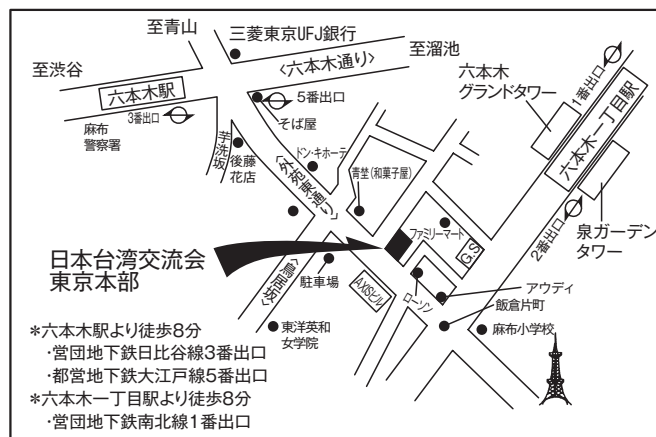 至青山
三菱東京UFJ銀行
至溜池
〈六本木通り〉
至渋谷
六本木駅
3番出口
麻布
警察署
5番出口
そば屋
芋洗坂
後藤
花店
ドン・キホーテ
〈外苑東通り〉
青埜(和菓子屋)
六本木
グランドタワー
1番出口
六本木一丁目駅
泉ガーデン
タワー
2番出口
ファミリーマート
G.S
日本台湾交流会
東京本部
〈鳥居坂〉
駐車場
AXISビル
ローソン
アウディ
飯倉片町
麻布小学校
東洋英和
女学院
*六本木駅より徒歩8分
・営団地下鉄日比谷線3番出口
・都営地下鉄大江戸線5番出口
*六本木一丁目駅より徒歩8分
・営団地下鉄南北線1番出口